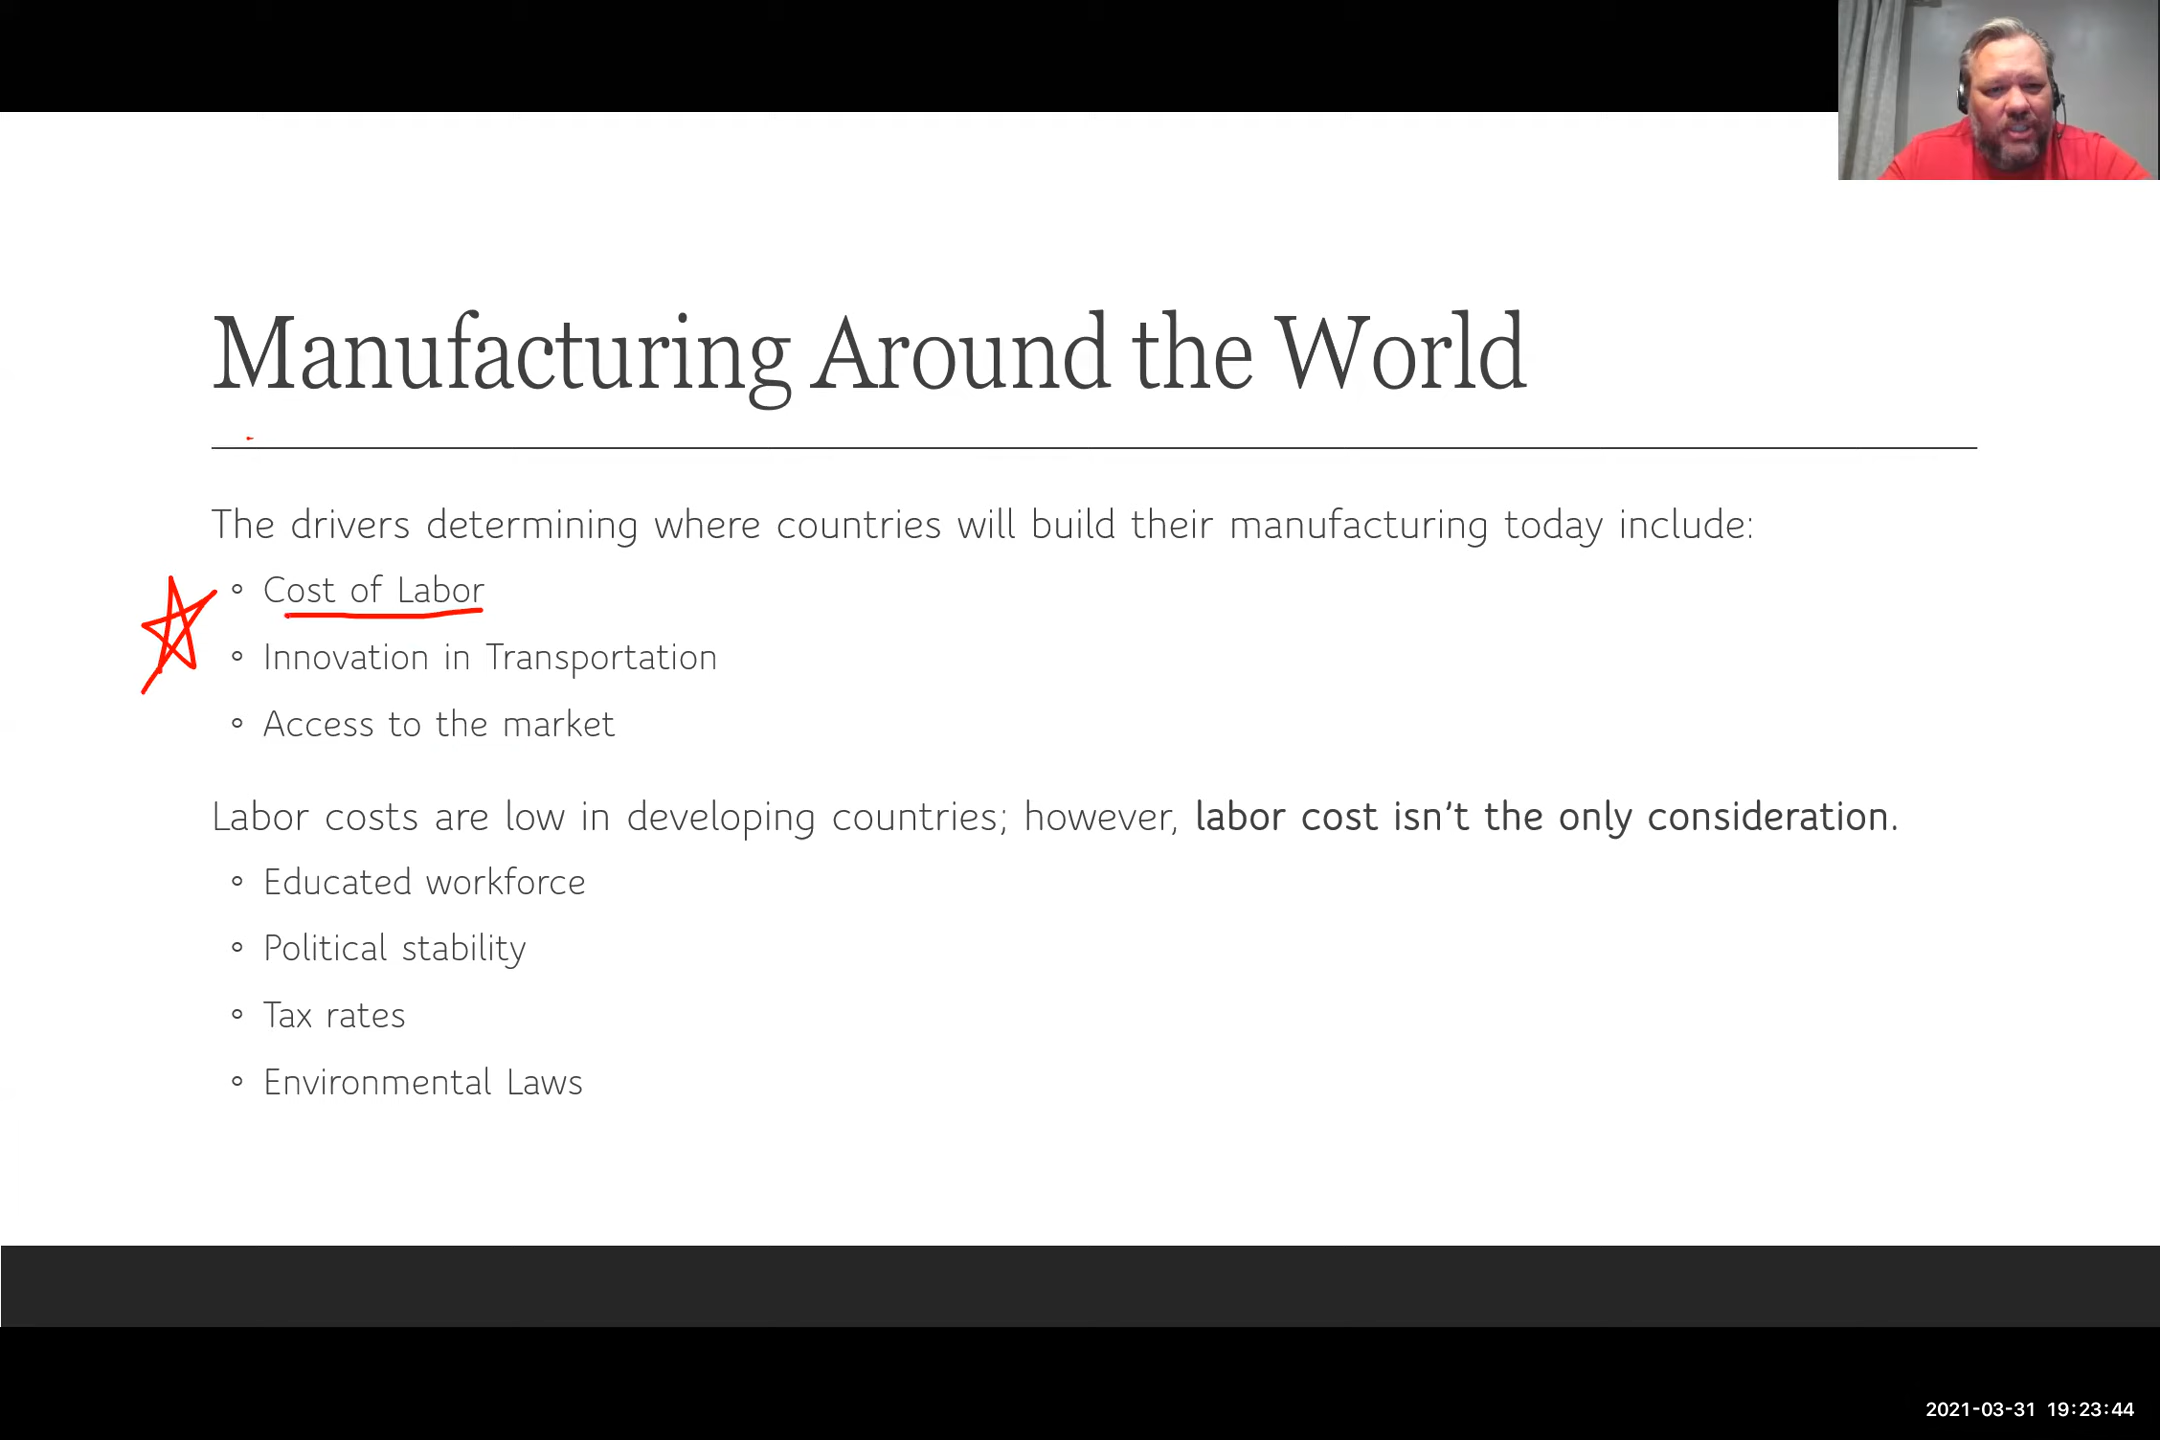 Manufacturing Around the World
The drivers determining where countries will build their manufacturing today include:
◦ Cost of Labor
◦ Innovation in Transportation
◦ Access to the market
Labor costs are low in developing countries; however, labor cost isn't the only consideration.
◦ Educated workforce
◦ Political stability
◦ Tax rates
◦ Environmental Laws
2021-03-31 19:23:44